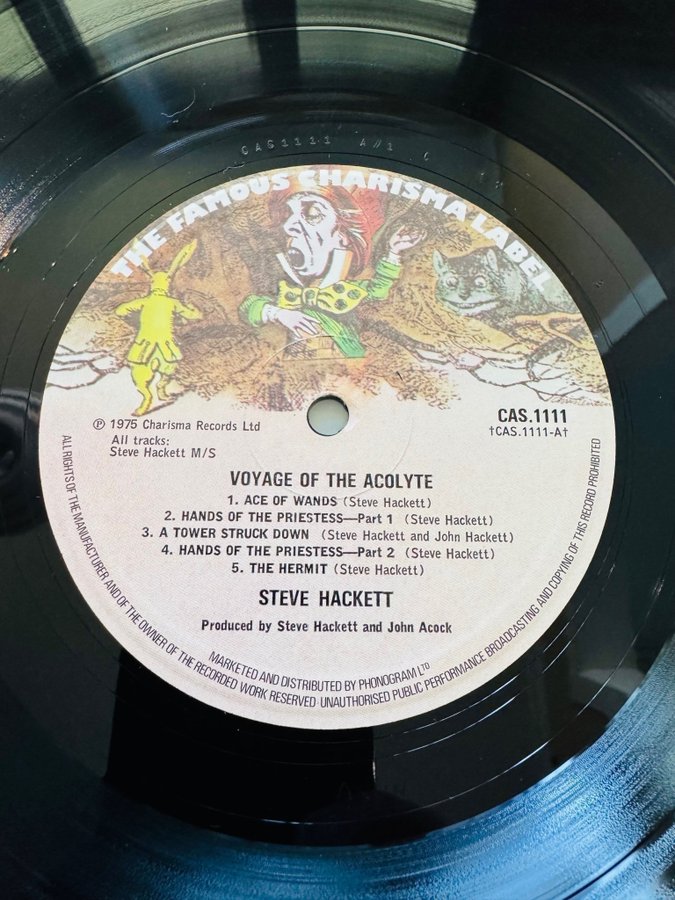 CAS1111 A//1 C
THE FAMOUS CHARISMA LABEL
℗ 1975 Charisma Records Ltd
All tracks:
Steve Hackett M/S
CAS.1111
†CAS.1111-A†
VOYAGE OF THE ACOLYTE
1. ACE OF WANDS (Steve Hackett)
2. HANDS OF THE PRIESTESS—Part 1 (Steve Hackett)
3. A TOWER STRUCK DOWN (Steve Hackett and John Hackett)
4. HANDS OF THE PRIESTESS—Part 2 (Steve Hackett)
5. THE HERMIT (Steve Hackett)
STEVE HACKETT
Produced by Steve Hackett and John Acock
MARKETED AND DISTRIBUTED BY PHONOGRAM LTD
ALL RIGHTS OF THE MANUFACTURER AND OF THE OWNER OF THE RECORDED WORK RESERVED· UNAUTHORISED PUBLIC PERFORMANCE BROADCASTING AND COPYING OF THIS RECORD PROHIBITED